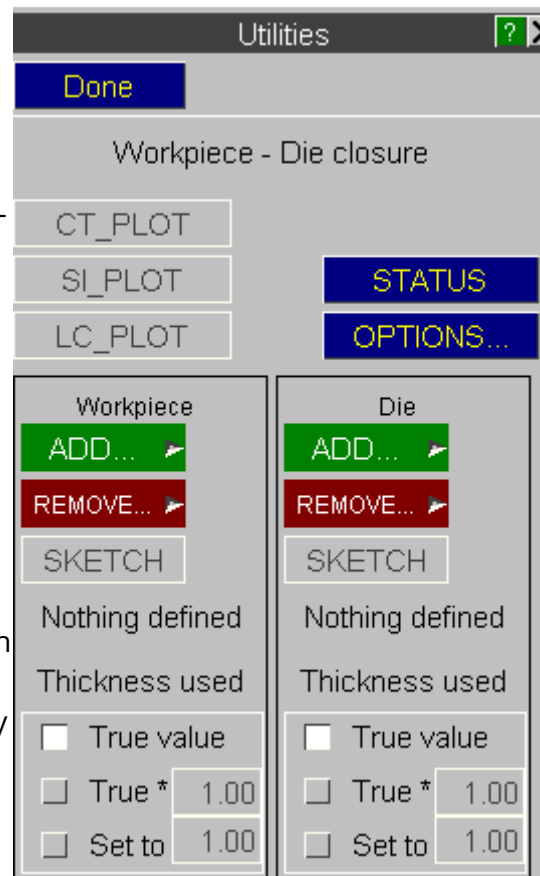 Utilities ?
Done
Workpiece - Die closure
CT_PLOT
SI_PLOT STATUS
LC_PLOT OPTIONS...
Workpiece Die
ADD... ADD...
REMOVE... REMOVE...
SKETCH SKETCH
Nothing defined Nothing defined
Thickness used Thickness used
True value True value
True * 1.00 True * 1.00
Set to 1.00 Set to 1.00